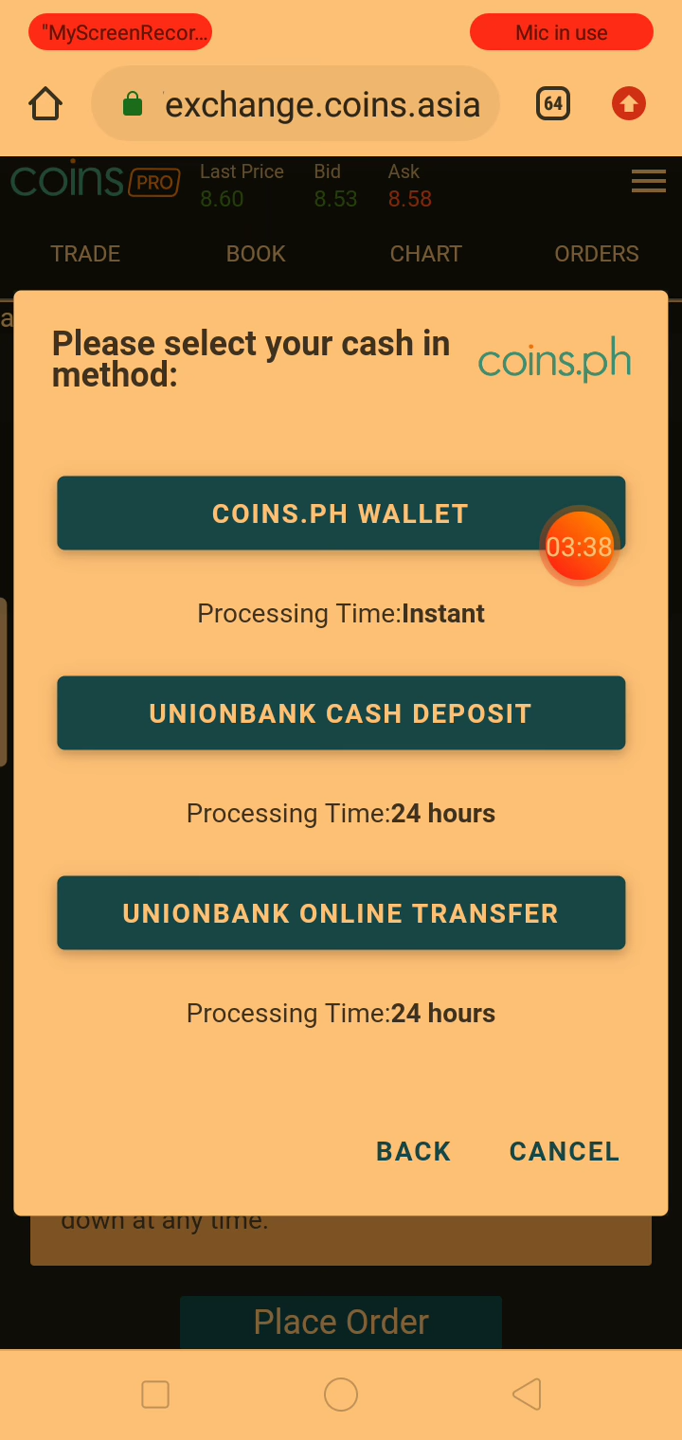 "MyScreenRecor...
Mic in use
exchange.coins.asia
64
coins PRO
Last Price
Bid
Ask
8.60
8.53
8.58
TRADE
BOOK
CHART
ORDERS
a
Please select your cash in
method:
coins.ph
COINS.PH WALLET
03:38
Processing Time:Instant
UNIONBANK CASH DEPOSIT
Processing Time:24 hours
UNIONBANK ONLINE TRANSFER
Processing Time:24 hours
BACK
CANCEL
down at any time.
Place Order